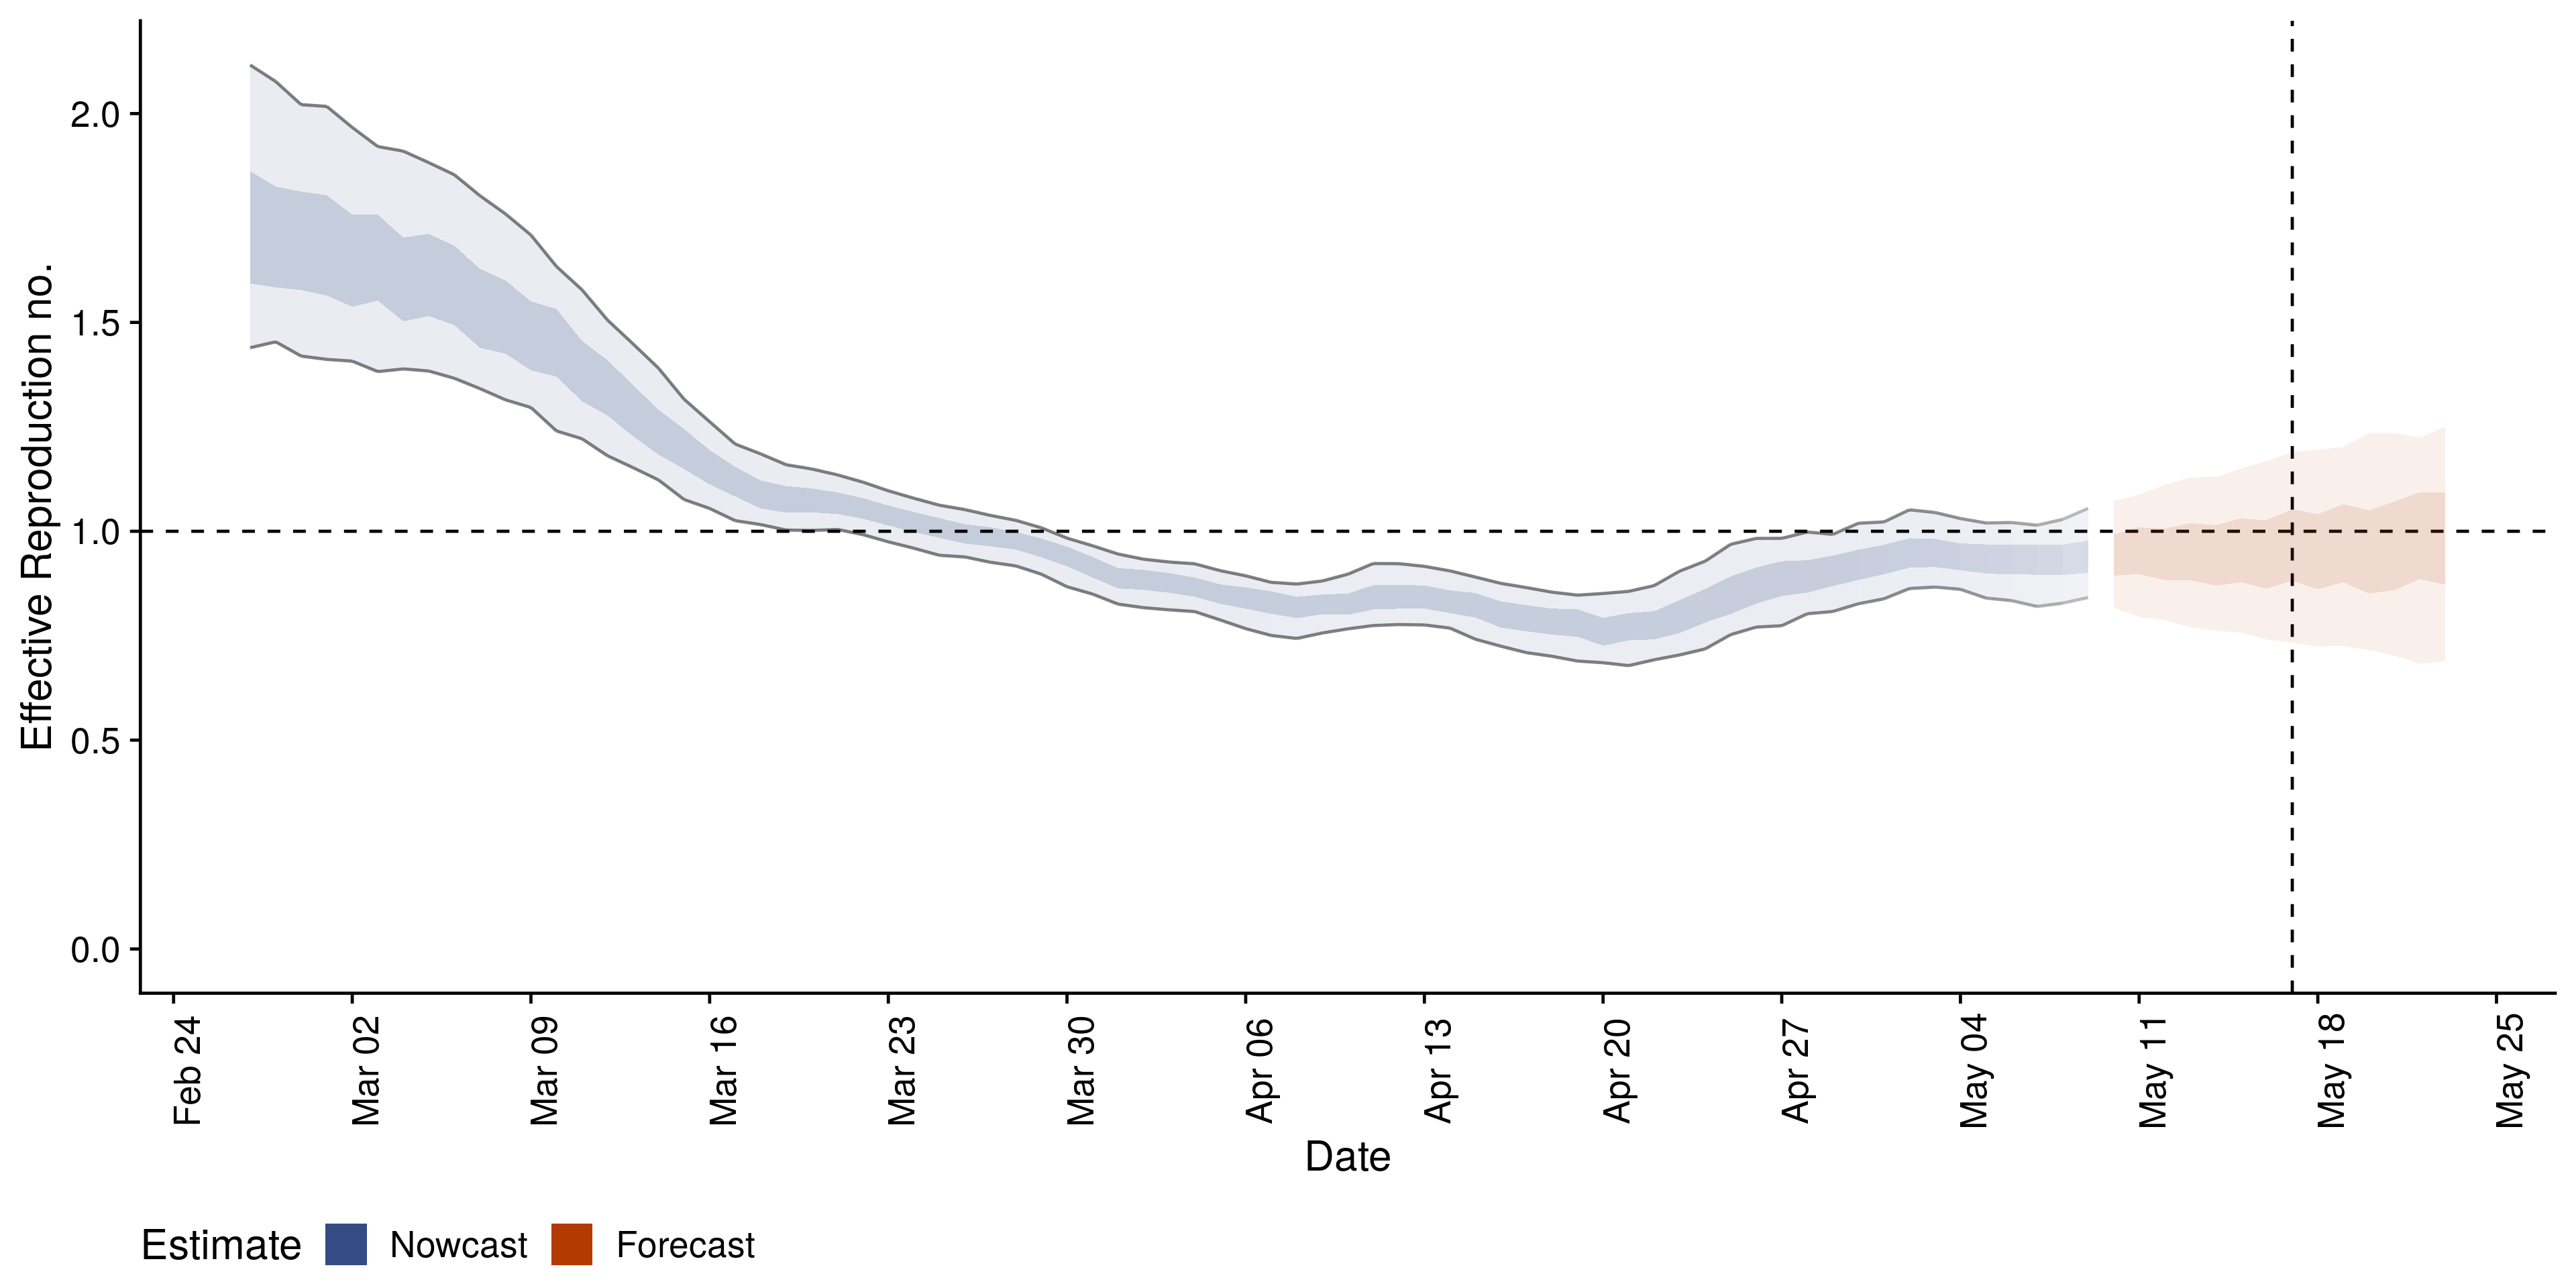 Effective Reproduction no.
2.0
1.5
1.0
0.5
0.0
Feb 24
Mar 02
Mar 09
Mar 16
Mar 23
Mar 30
Apr 06
Apr 13
Apr 20
Apr 27
May 04
May 11
May 18
May 25
Date
Estimate Nowcast Forecast